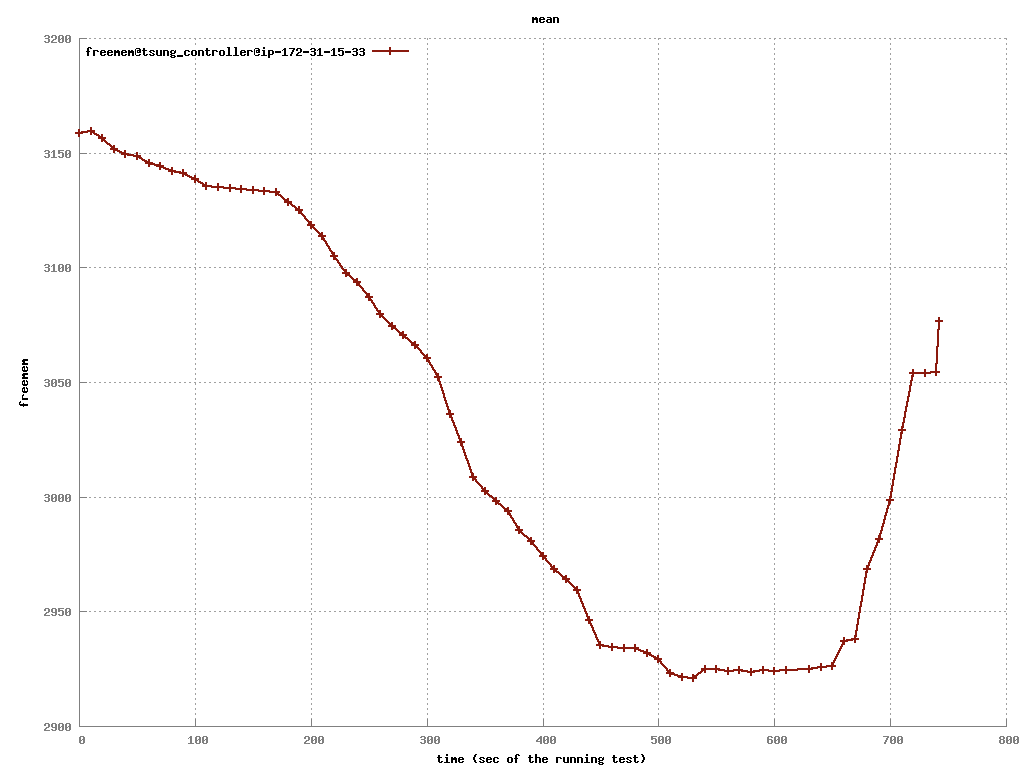 mean
freemem@tsung_controller@ip-172-31-15-33
3200
3150
3100
3050
3000
2950
2900
freemem
0 100 200 300 400 500 600 700 800
time (sec of the running test)